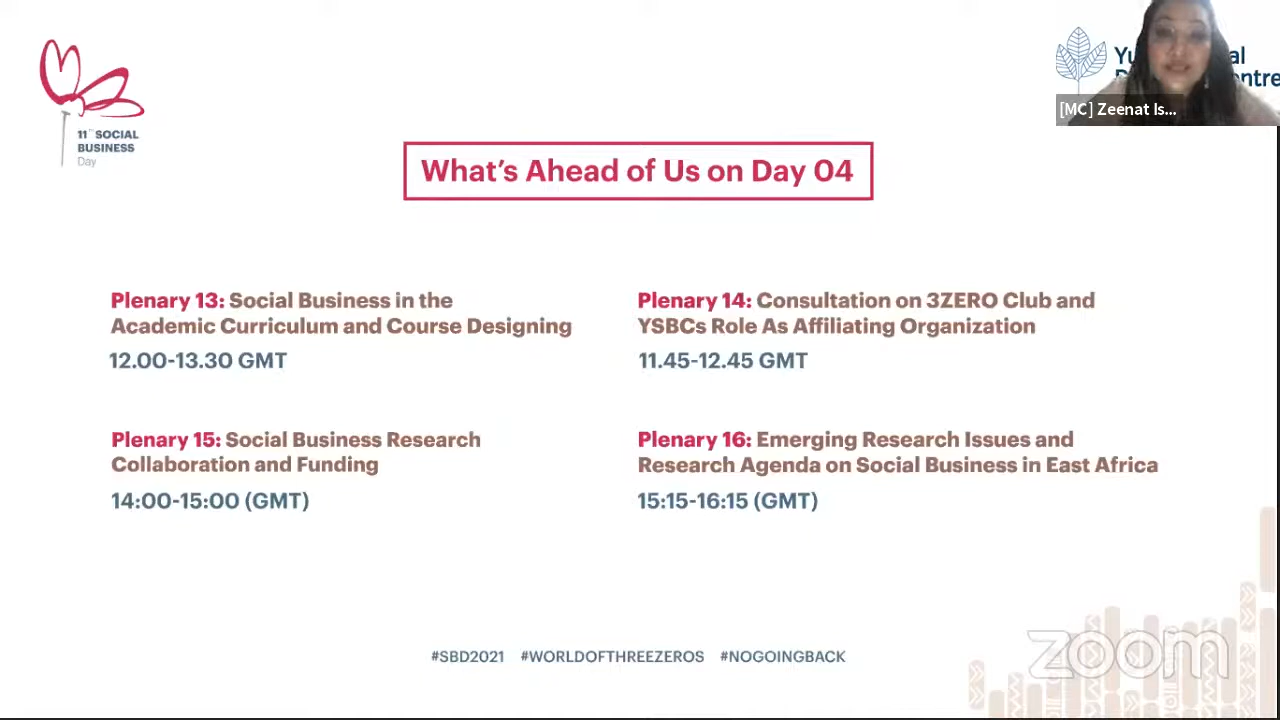 11th SOCIAL
BUSINESS
Day
[MC] Zeenat Is...
What's Ahead of Us on Day 04
Plenary 13: Social Business in the
Academic Curriculum and Course Designing
12.00-13.30 GMT
Plenary 14: Consultation on 3ZERO Club and
YSBCs Role As Affiliating Organization
11.45-12.45 GMT
Plenary 15: Social Business Research
Collaboration and Funding
14:00-15:00 (GMT)
Plenary 16: Emerging Research Issues and
Research Agenda on Social Business in East Africa
15:15-16:15 (GMT)
#SBD2021 #WORLDOFTHREEZEROS #NOGOINGBACK
zoom